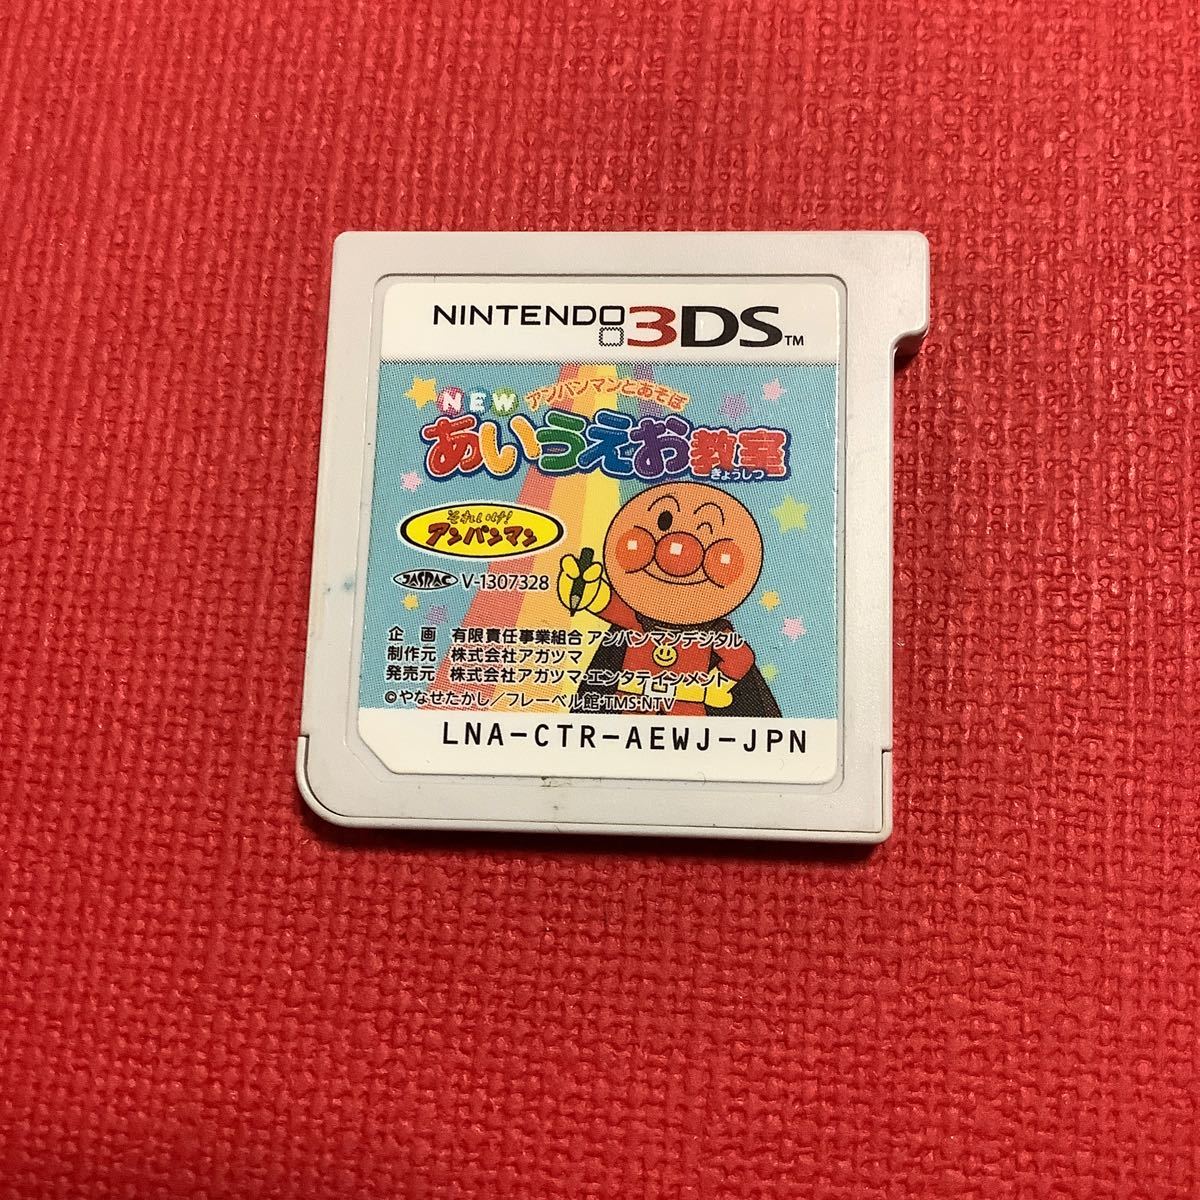 NINTENDO3DS™
NEW アンパンマンとあそぼ
あいうえお教室
きょうしつ
それいけ!
アンパンマン
JASRAC V-1307328
企画 有限責任事業組合 アンパンマンデジタル
制作元 株式会社アガツマ
発売元 株式会社アガツマ・エンタテインメント
©やなせたかし/フレーベル館・TMS・NTV
LNA-CTR-AEWJ-JPN